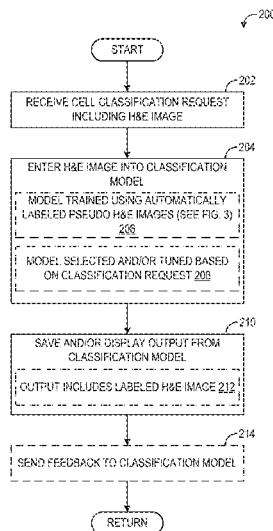 200
START
202
RECEIVE CELL CLASSIFICATION REQUEST
INCLUDING H&E IMAGE
204
ENTER H&E IMAGE INTO CLASSIFICATION
MODEL
MODEL TRAINED USING AUTOMATICALLY
LABELED PSEUDO H&E IMAGES (SEE FIG. 3)
206
MODEL SELECTED AND/OR TUNED BASED
ON CLASSIFICATION REQUEST 208
210
SAVE AND/OR DISPLAY OUTPUT FROM
CLASSIFICATION MODEL
OUTPUT INCLUDES LABELED H&E IMAGE 212
214
SEND FEEDBACK TO CLASSIFICATION MODEL
RETURN